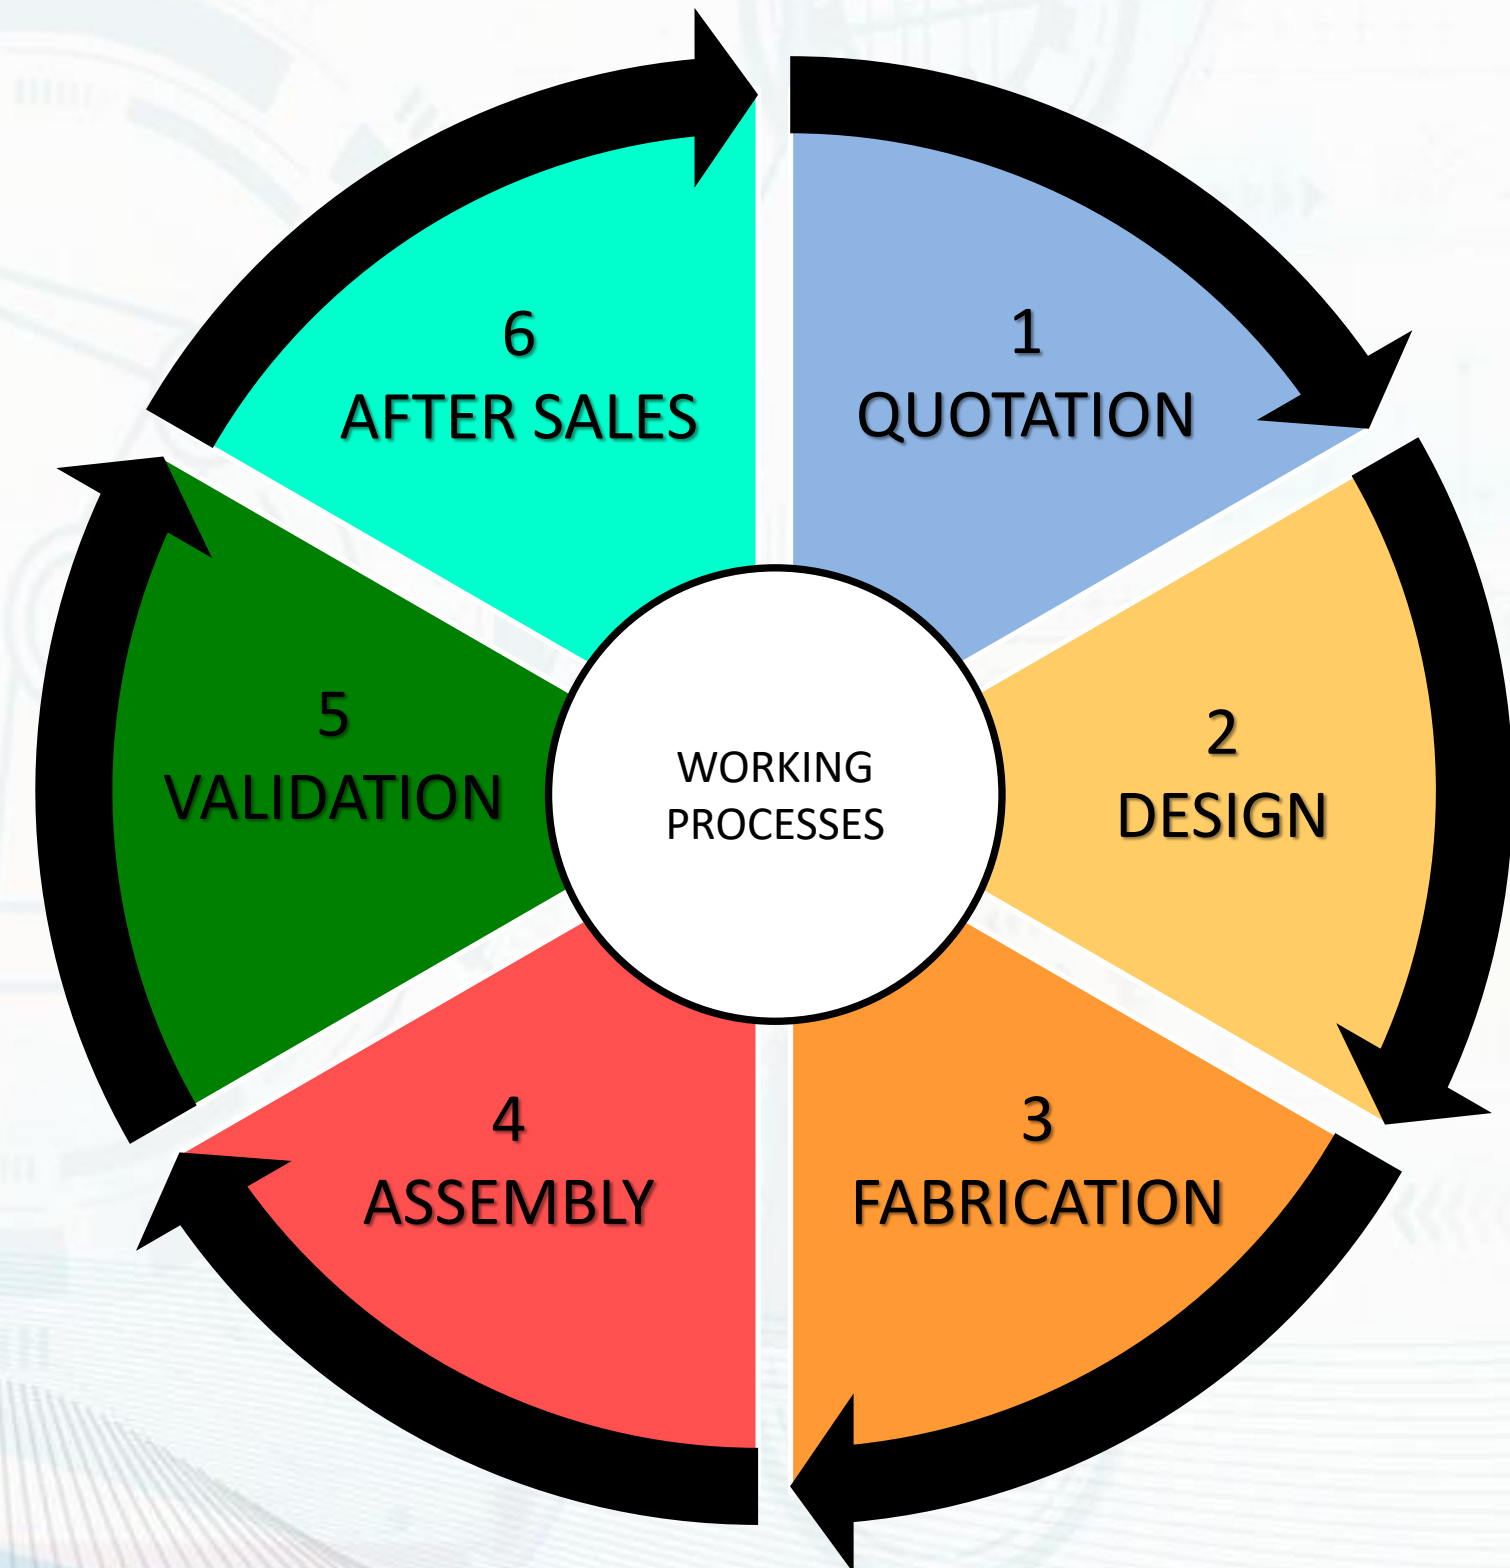 1
QUOTATION
2
DESIGN
3
FABRICATION
4
ASSEMBLY
5
VALIDATION
6
AFTER SALES
WORKING
PROCESSES